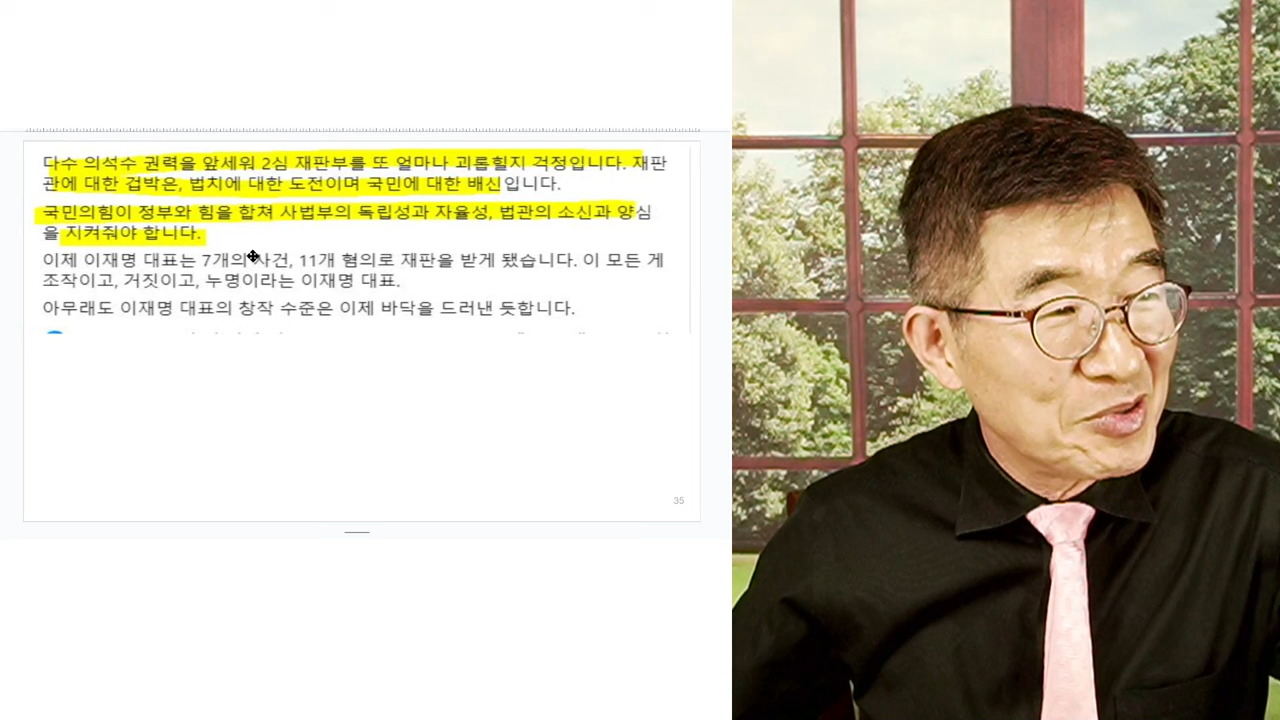 다수 의석수 권력을 앞세워 2심 재판부를 또 얼마나 괴롭힐지 걱정입니다. 재판
관에 대한 겁박은, 법치에 대한 도전이며 국민에 대한 배신입니다.
국민의힘이 정부와 힘을 합쳐 사법부의 독립성과 자율성, 법관의 소신과 양심
을 지켜줘야 합니다.
이제 이재명 대표는 7개의 사건, 11개 혐의로 재판을 받게 됐습니다. 이 모든 게
조작이고, 거짓이고, 누명이라는 이재명 대표.
아무래도 이재명 대표의 창작 수준은 이제 바닥을 드러낸 듯합니다.
35